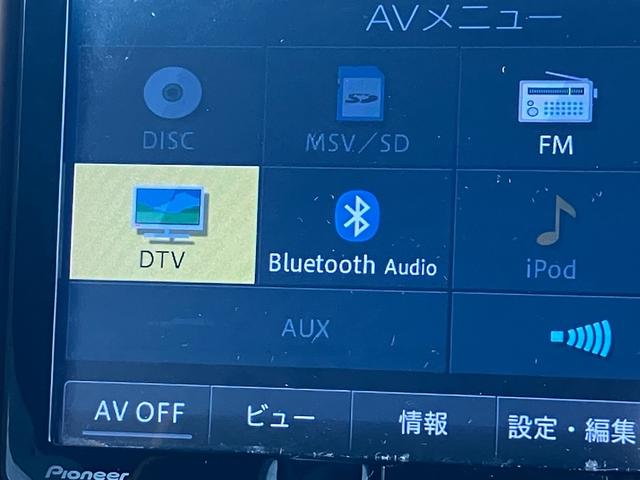 AVメニュー
DISC
MSV/SD
FM
DTV
Bluetooth Audio
iPod
AUX
AV OFF
ビュー
情報
設定・編集
Pioneer